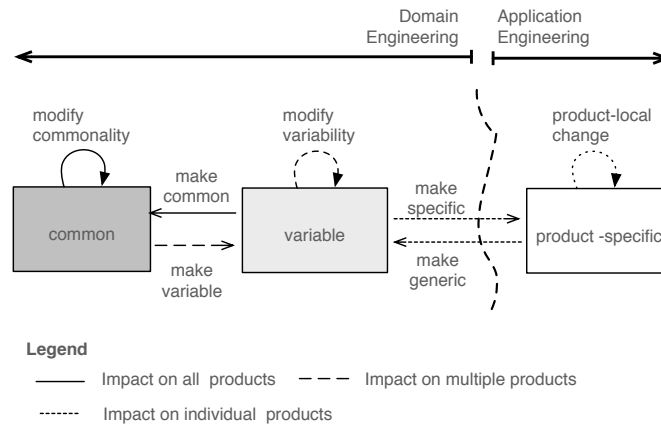 Domain
Engineering
Application
Engineering
modify
commonality
modify
variability
product-local
change
make
common
make
specific
common
variable
product -specific
make
variable
make
generic
Legend
Impact on all products
Impact on multiple products
Impact on individual products